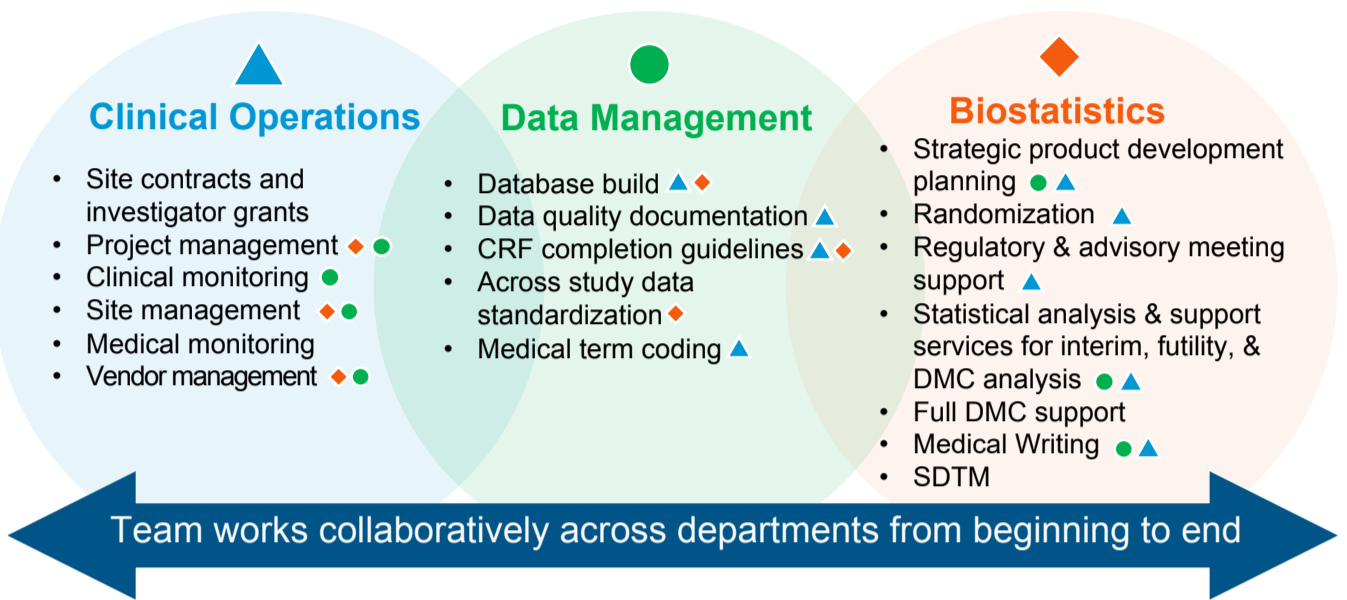 Clinical Operations
• Site contracts and
investigator grants
• Project management
• Clinical monitoring
• Site management
• Medical monitoring
• Vendor management
Data Management
• Database build
• Data quality documentation
• CRF completion guidelines
• Across study data
standardization
• Medical term coding
Biostatistics
• Strategic product development
planning
• Randomization
• Regulatory & advisory meeting
support
• Statistical analysis & support
services for interim, futility, &
DMC analysis
• Full DMC support
• Medical Writing
• SDTM
Team works collaboratively across departments from beginning to end